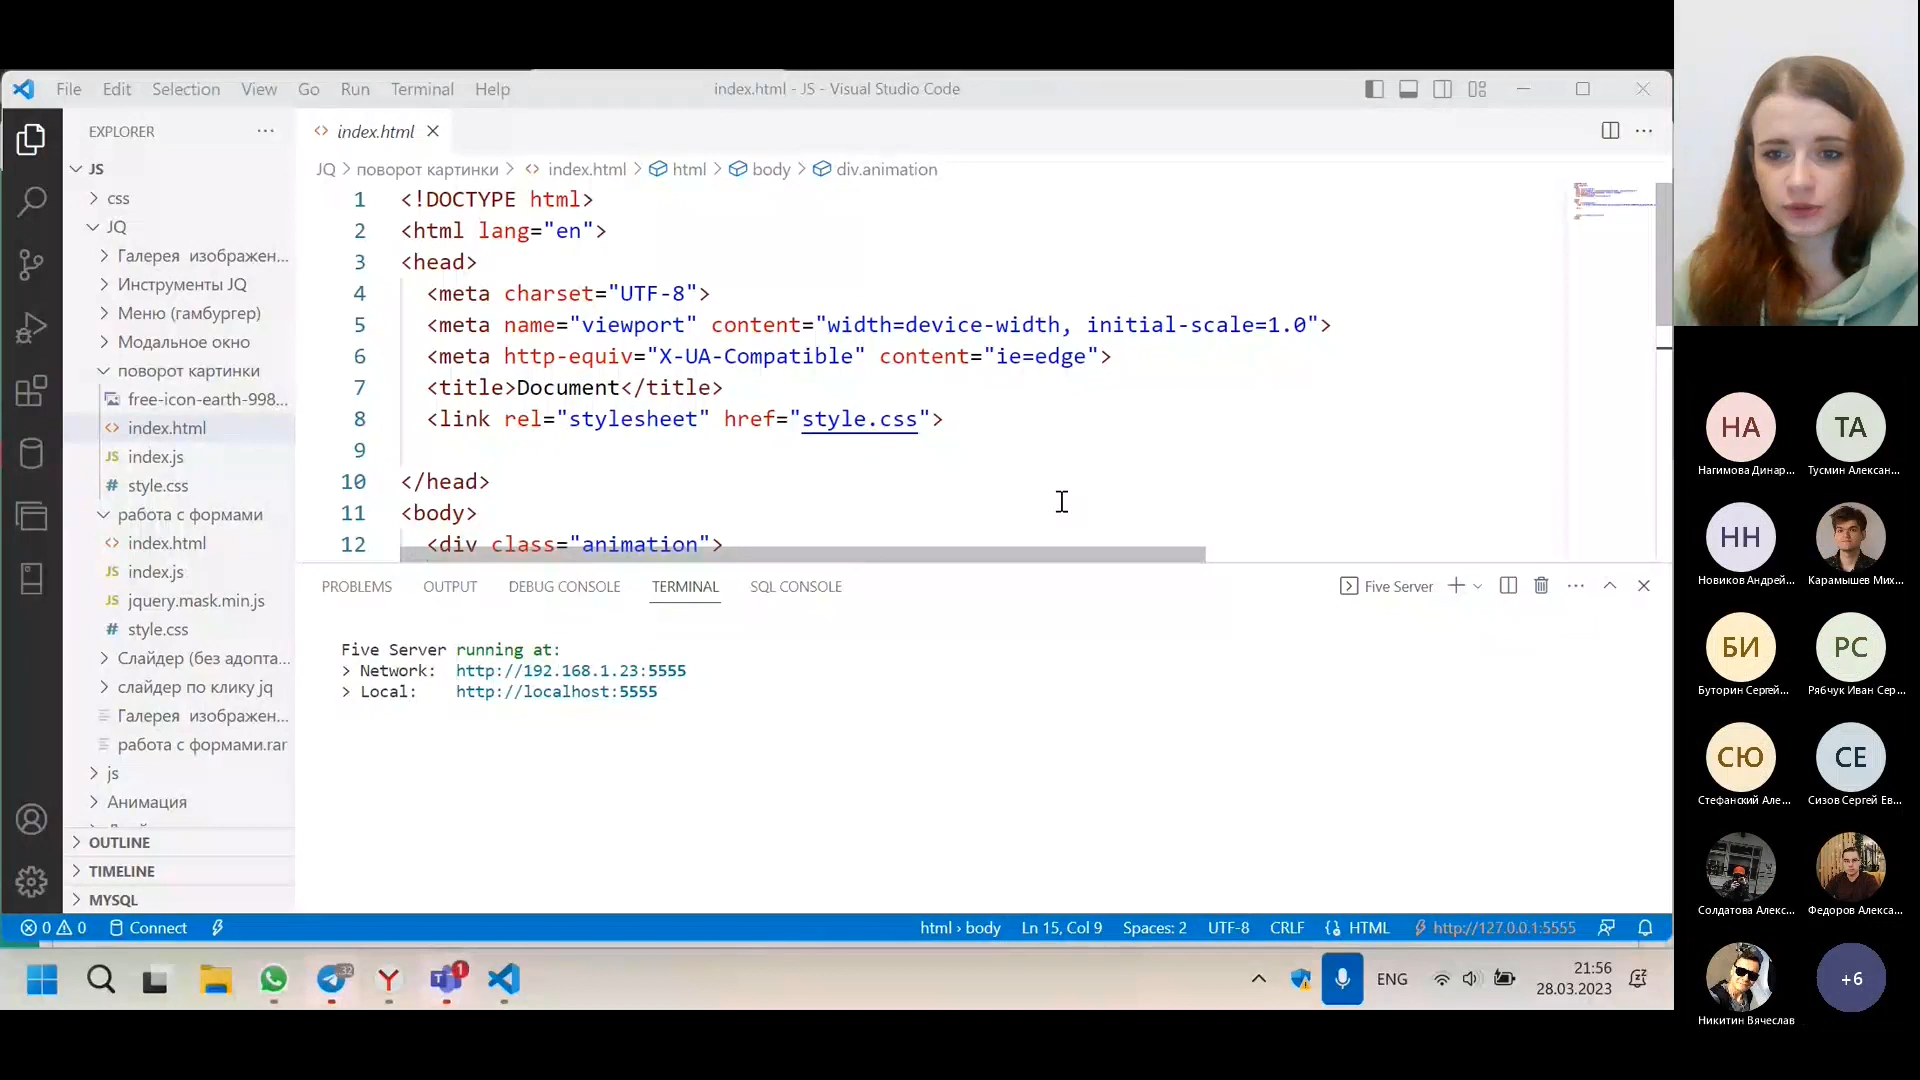 File Edit Selection View Go Run Terminal Help
index.html - JS - Visual Studio Code
EXPLORER
JS
css
JQ
Галерея изображен...
Инструменты JQ
Меню (гамбургер)
Модальное окно
поворот картинки
free-icon-earth-998...
index.html
JS index.js
# style.css
работа с формами
index.html
JS index.js
JS jquery.mask.min.js
# style.css
Слайдер (без адопта...
слайдер по клику jq
Галерея изображен...
работа с формами.rar
js
Анимация
OUTLINE
TIMELINE
MYSQL
index.html
JQ > поворот картинки > index.html > html > body > div.animation
1 <!DOCTYPE html>
2 <html lang="en">
3 <head>
4 <meta charset="UTF-8">
5 <meta name="viewport" content="width=device-width, initial-scale=1.0">
6 <meta http-equiv="X-UA-Compatible" content="ie=edge">
7 <title>Document</title>
8 <link rel="stylesheet" href="style.css">
9
10 </head>
11 <body>
12 <div class="animation">
PROBLEMS OUTPUT DEBUG CONSOLE TERMINAL SQL CONSOLE
Five Server
Five Server running at:
> Network: http://192.168.1.23:5555
> Local: http://localhost:5555
0 0 Connect
html › body Ln 15, Col 9 Spaces: 2 UTF-8 CRLF HTML http://127.0.0.1:5555
32
1
ENG
21:56
28.03.2023
НА ТА
Нагимова Динар... Тусмин Алексан...
НН
Новиков Андрей... Карамышев Мих...
БИ РС
Буторин Сергей... Рябчук Иван Сер...
СЮ СЕ
Стефанский Але... Сизов Сергей Ев...
Солдатова Алекс... Федоров Алекса...
+6
Никитин Вячеслав